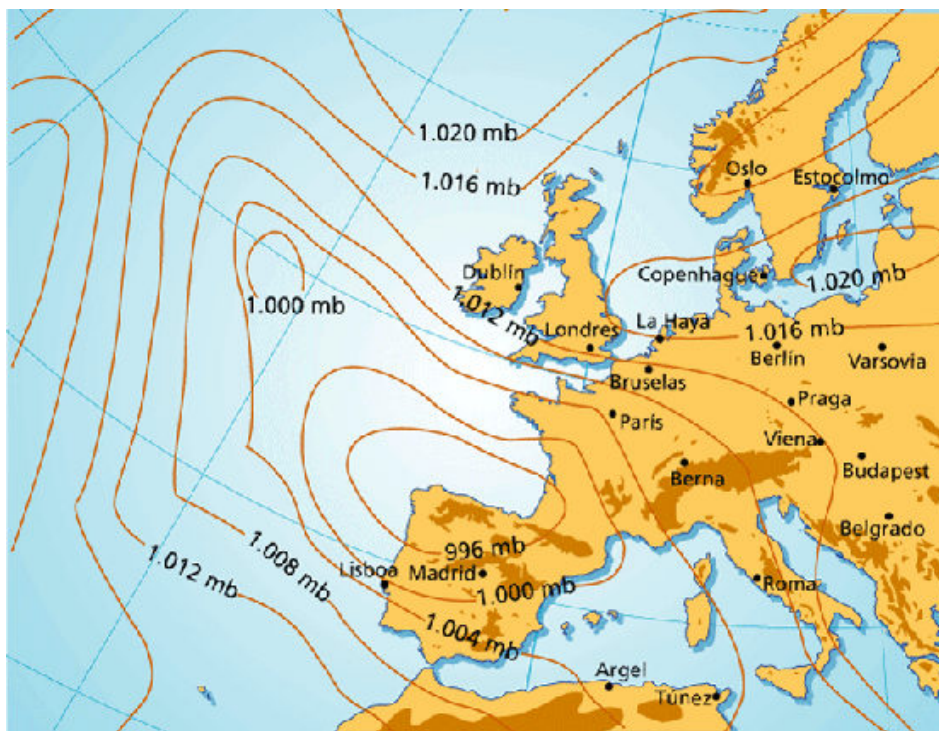 1.020 mb
1.016 mb
Oslo
Estocolmo
Dublín
Copenhague
1.020 mb
1.000 mb
1.012 mb
Londres
La Haya
1.016 mb
Berlín
Varsovia
Bruselas
Praga
París
Viena
Berna
Budapest
Belgrado
996 mb
1.008 mb
1.012 mb
Lisboa
Madrid
1.000 mb
Roma
1.004 mb
Argel
Túnez